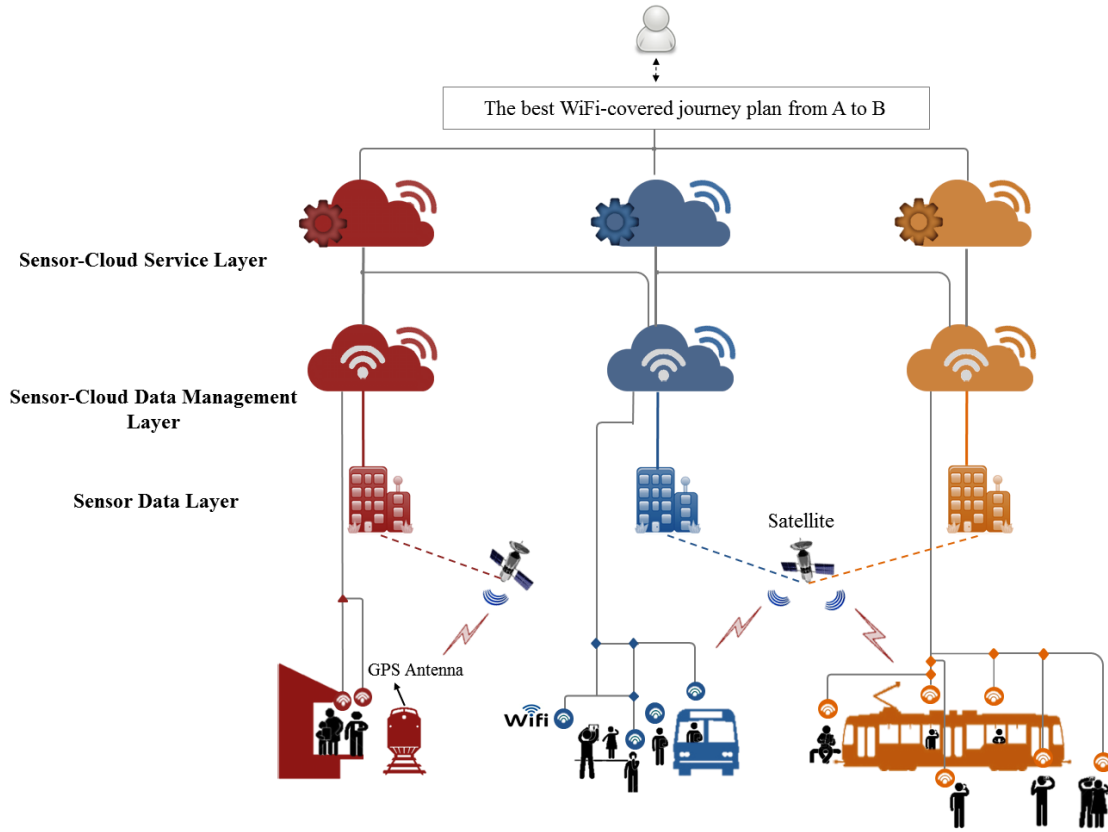 The best WiFi-covered journey plan from A to B
Sensor-Cloud Service Layer
Sensor-Cloud Data Management
Layer
Sensor Data Layer
Satellite
GPS Antenna
Wifi